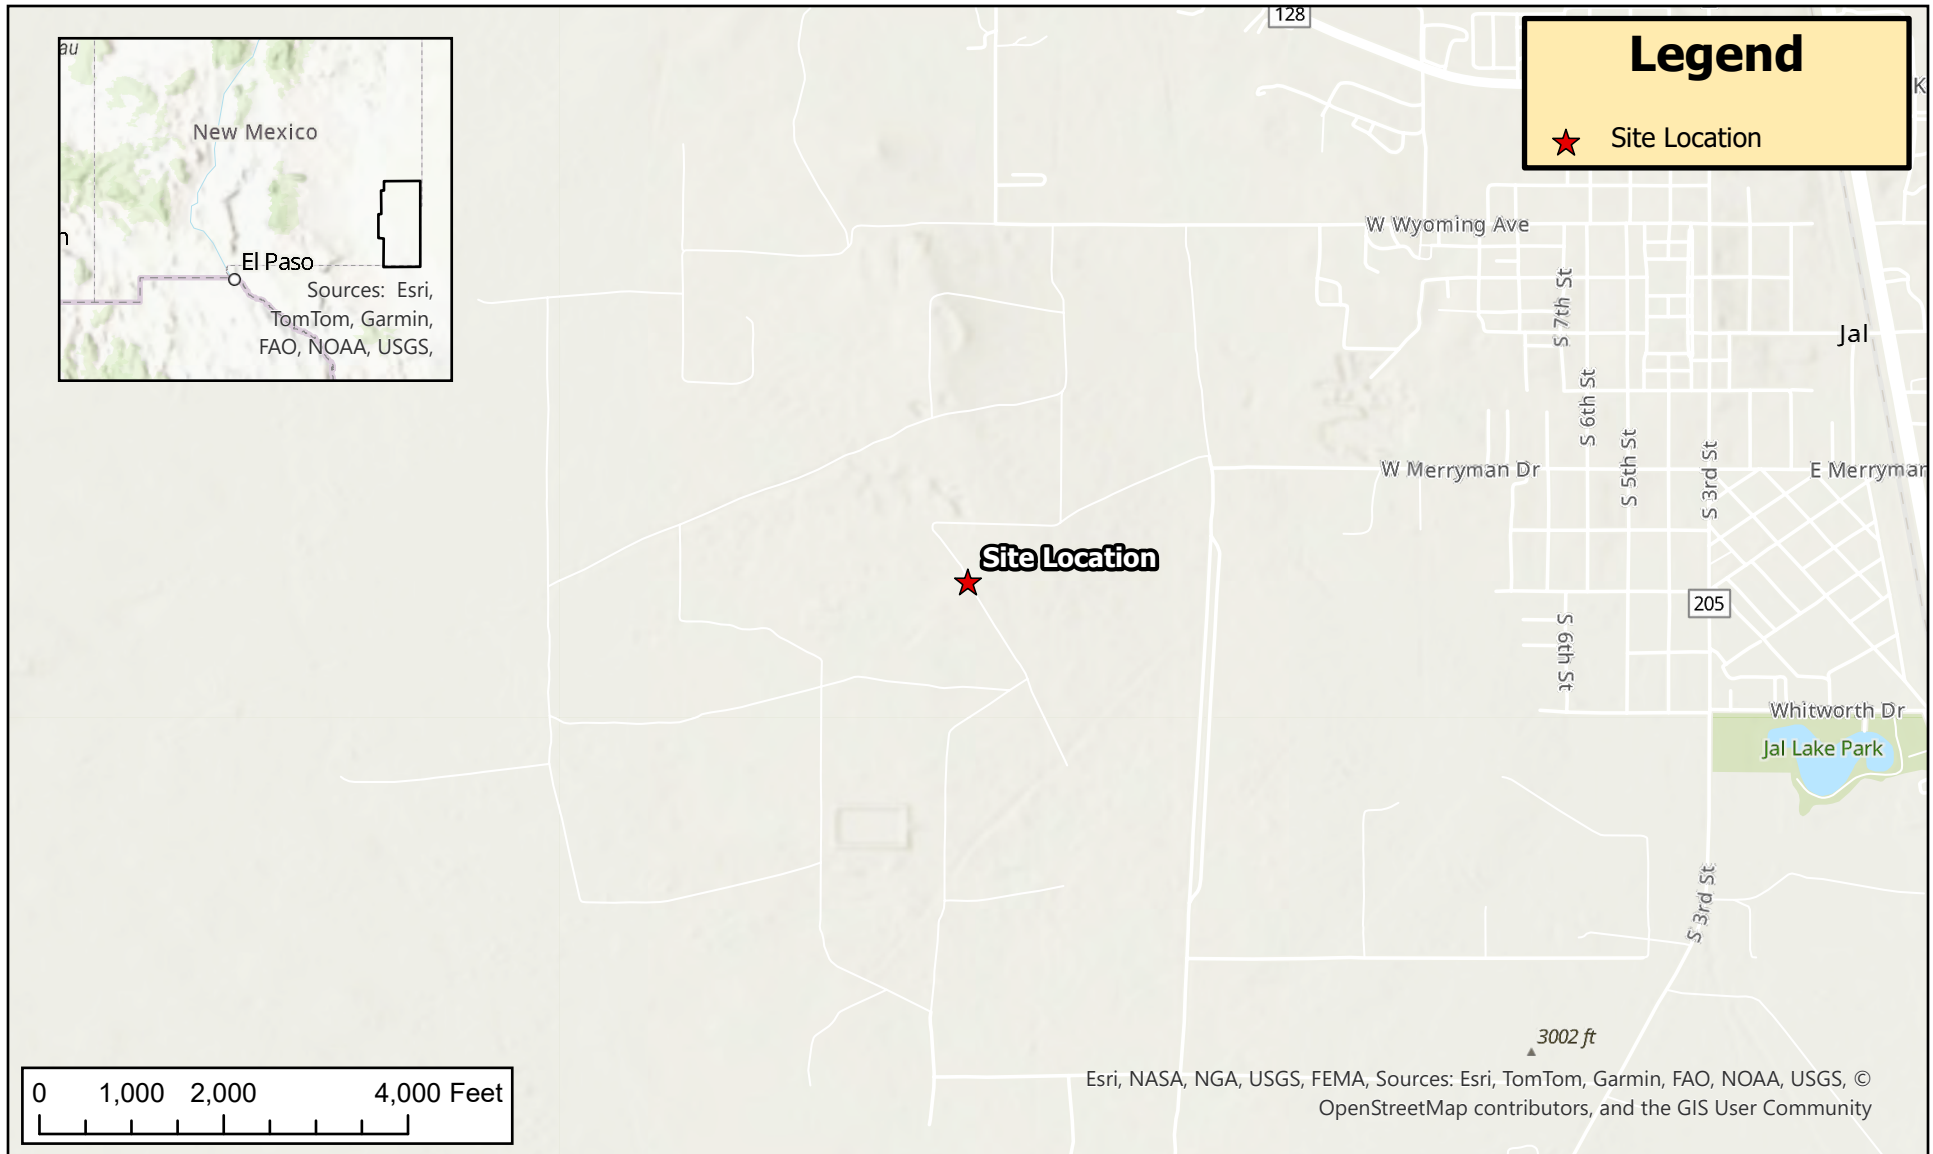 128
Legend
Site Location
au
New Mexico
El Paso
Sources: Esri,
TomTom, Garmin,
FAO, NOAA, USGS,
n
K
W Wyoming Ave
S 7th St
Jal
S 6th St
S 5th St
S 3rd St
W Merryman Dr
E Merryman
Site Location
205
S 6th St
Whitworth Dr
Jal Lake Park
S 3rd St
3002 ft
0 1,000 2,000 4,000 Feet
Esri, NASA, NGA, USGS, FEMA, Sources: Esri, TomTom, Garmin, FAO, NOAA, USGS, ©
OpenStreetMap contributors, and the GIS User Community